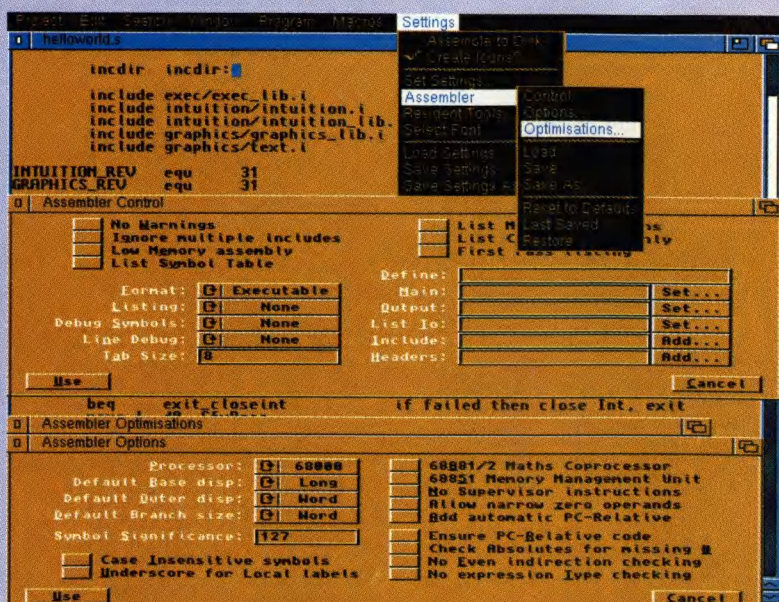 Project Edit Search Window Program Macros Settings
helloworld.s
Assemble to Disk
Create Icons?
incdir incdir:
Set Settings
include exec/exec_lib.i
Assembler
Control
include intuition/intuition.i
Resident Tools
Options
include intuition/intuition_lib.
Select Font
Optimisations...
include graphics/graphics_lib.i
include graphics/text.i
Load Settings
Load
Save Settings
Save
INTUITION_REV equ 31
Save Settings As
Save As
GRAPHICS_REV equ 31
Reset to Defaults
Last Saved
Restore
Assembler Control
No Warnings
Ignore multiple includes
Low Memory assembly
List Symbol Table
List M ns
List C nly
First Pass listing
Format: Executable
Listing: None
Debug Symbols: None
Line Debug: None
Tab Size: 8
Define:
Main: Set...
Output: Set...
List To: Set...
Include: Add...
Headers: Add...
Use
Cancel
beq exit_closeint if failed then close Int, exit
Assembler Optimisations
Assembler Options
Processor: 68000
Default Base disp: Long
Default Outer disp: Word
Default Branch size: Word
Symbol Significance: 127
Case Insensitive symbols
Underscore for Local labels
68881/2 Maths Coprocessor
68851 Memory Management Unit
No Supervisor instructions
Allow narrow zero operands
Add automatic PC-Relative
Ensure PC-Relative code
Check Absolutes for missing #
No Even indirection checking
No expression Type checking
Use
Cancel